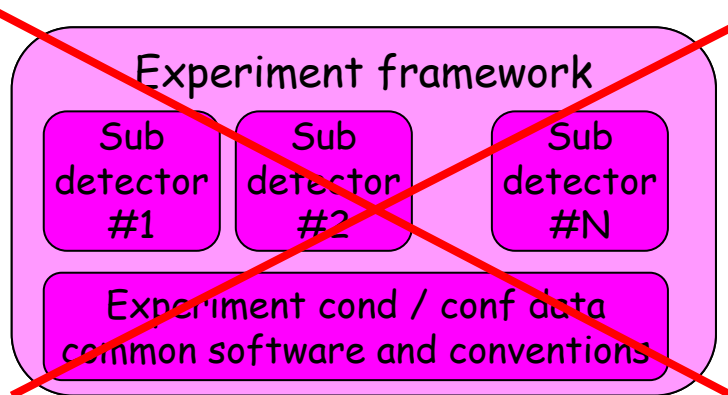 Experiment framework
Sub
detector
#1
Sub
detector
#2
Sub
detector
#N
Experiment cond / conf data
common software and conventions